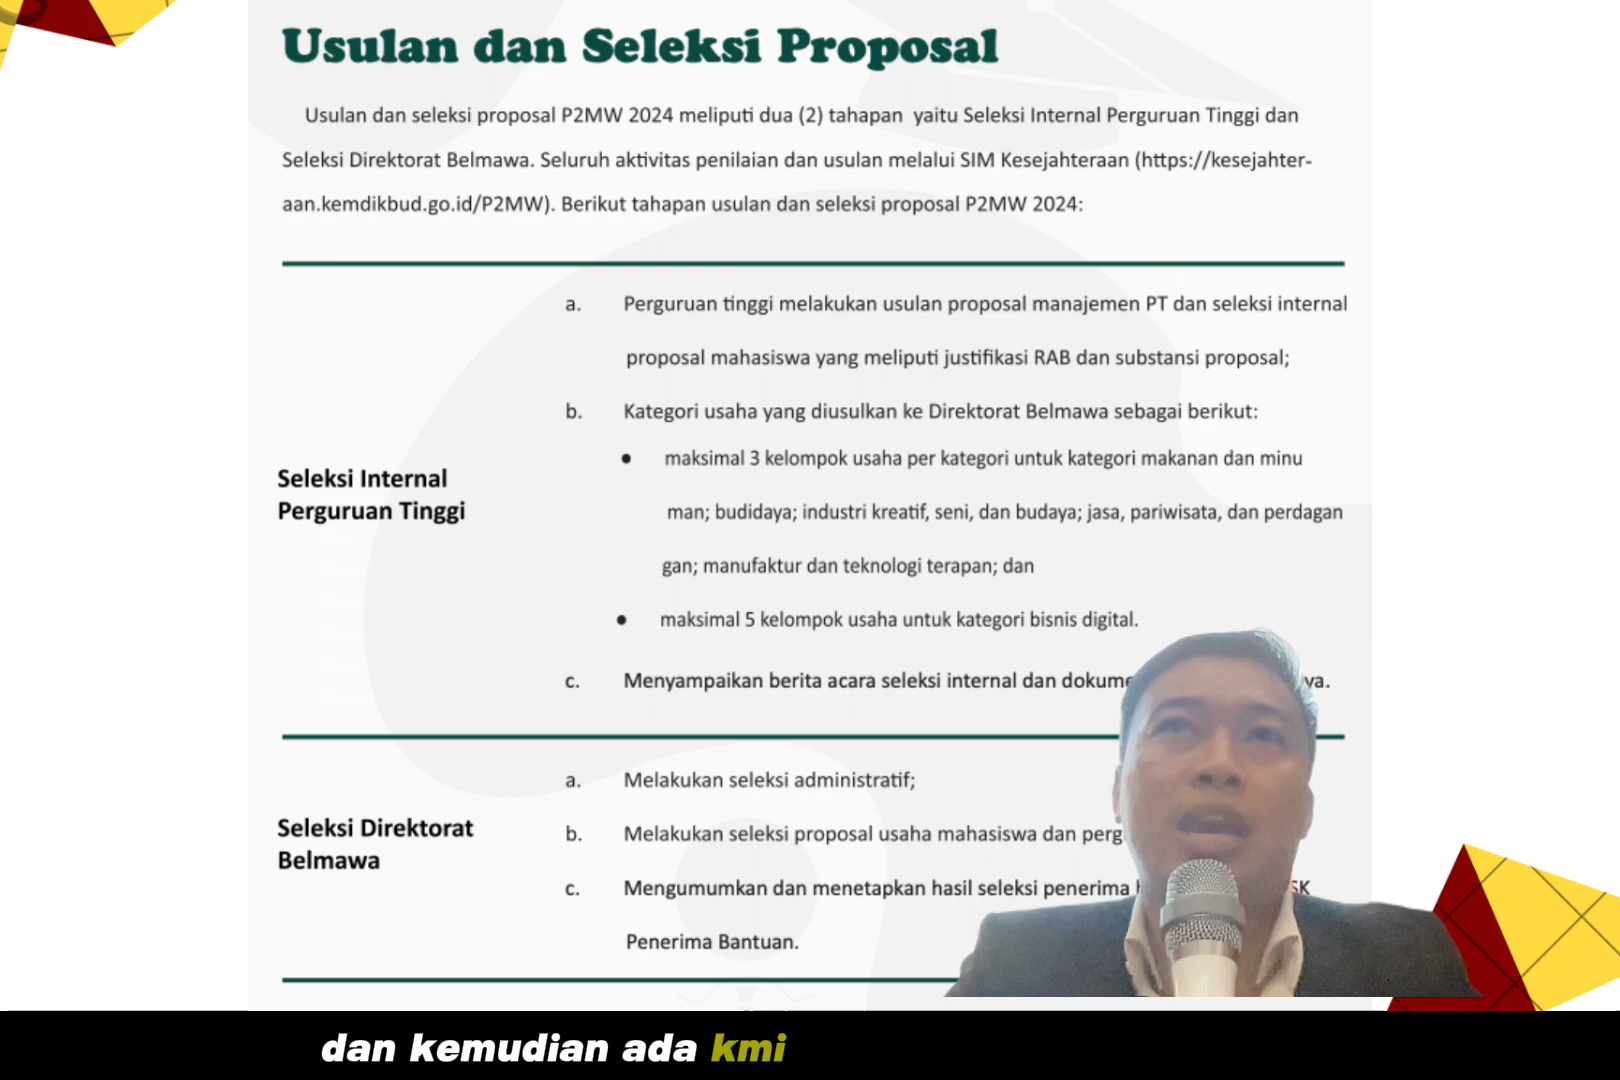 Usulan dan Seleksi Proposal
Usulan dan seleksi proposal P2MW 2024 meliputi dua (2) tahapan yaitu Seleksi Internal Perguruan Tinggi dan
Seleksi Direktorat Belmawa. Seluruh aktivitas penilaian dan usulan melalui SIM Kesejahteraan (https://kesejahter-
aan.kemdikbud.go.id/P2MW). Berikut tahapan usulan dan seleksi proposal P2MW 2024:
Seleksi Internal
Perguruan Tinggi
a. Perguruan tinggi melakukan usulan proposal manajemen PT dan seleksi internal
proposal mahasiswa yang meliputi justifikasi RAB dan substansi proposal;
b. Kategori usaha yang diusulkan ke Direktorat Belmawa sebagai berikut:
● maksimal 3 kelompok usaha per kategori untuk kategori makanan dan minu
man; budidaya; industri kreatif, seni, dan budaya; jasa, pariwisata, dan perdagan
gan; manufaktur dan teknologi terapan; dan
● maksimal 5 kelompok usaha untuk kategori bisnis digital.
c. Menyampaikan berita acara seleksi internal dan
Seleksi Direktorat
Belmawa
a. Melakukan seleksi administratif;
b. Melakukan seleksi proposal usaha mahasiswa dan
c. Mengumumkan dan menetapkan hasil seleksi penerima SK
Penerima Bantuan.
dan kemudian ada kmi